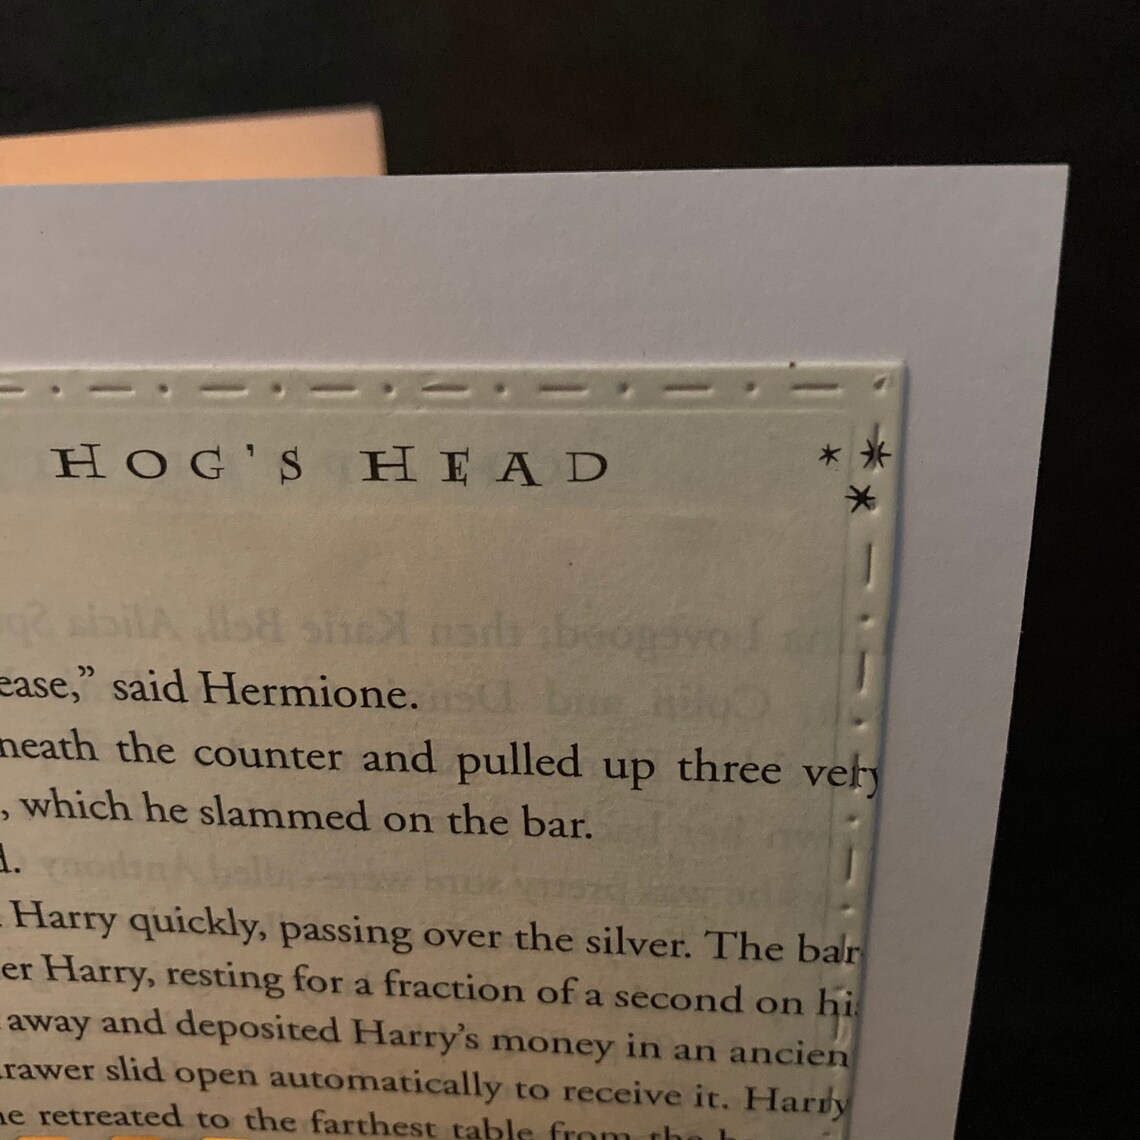 HOG'S HEAD
ease,” said Hermione.
neath the counter and pulled up three very
, which he slammed on the bar.
d.
Harry quickly, passing over the silver. The bar
er Harry, resting for a fraction of a second on his
away and deposited Harry’s money in an ancien
rawer slid open automatically to receive it. Harry
he retreated to the farthest table from the b